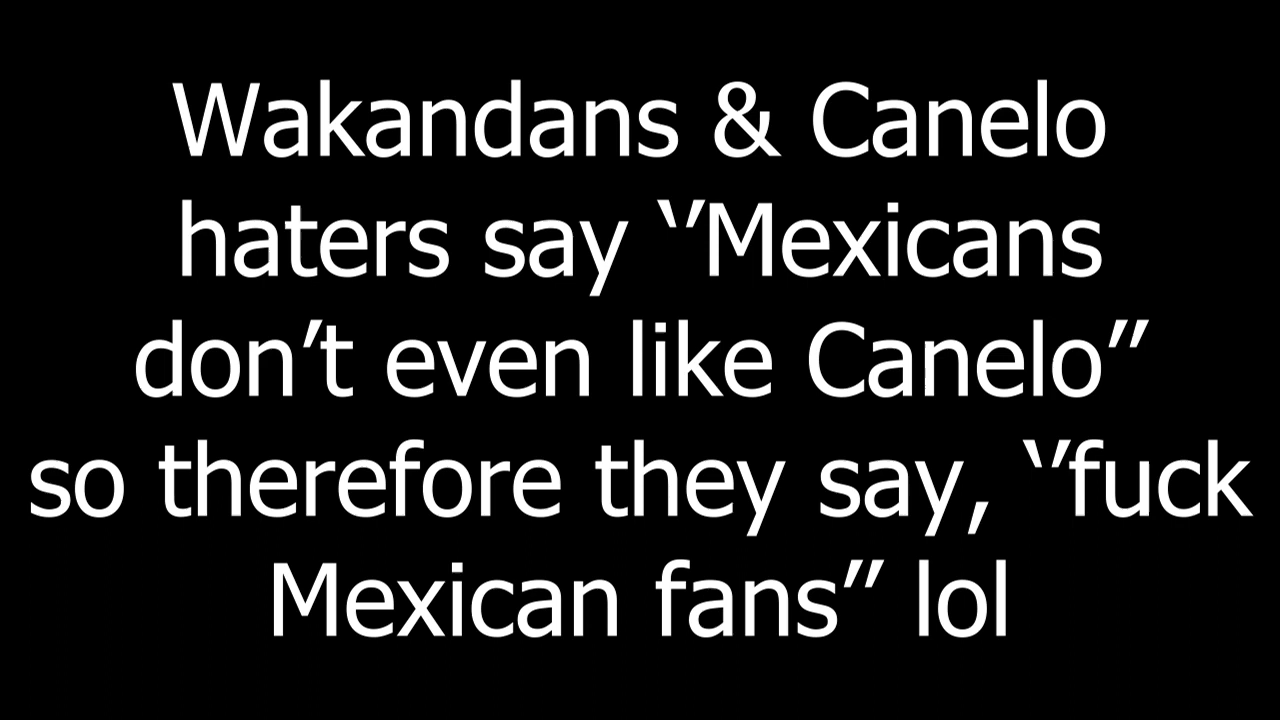 Wakandans & Canelo
haters say ‘’Mexicans
don’t even like Canelo’’
so therefore they say, ‘’fuck
Mexican fans’’ lol